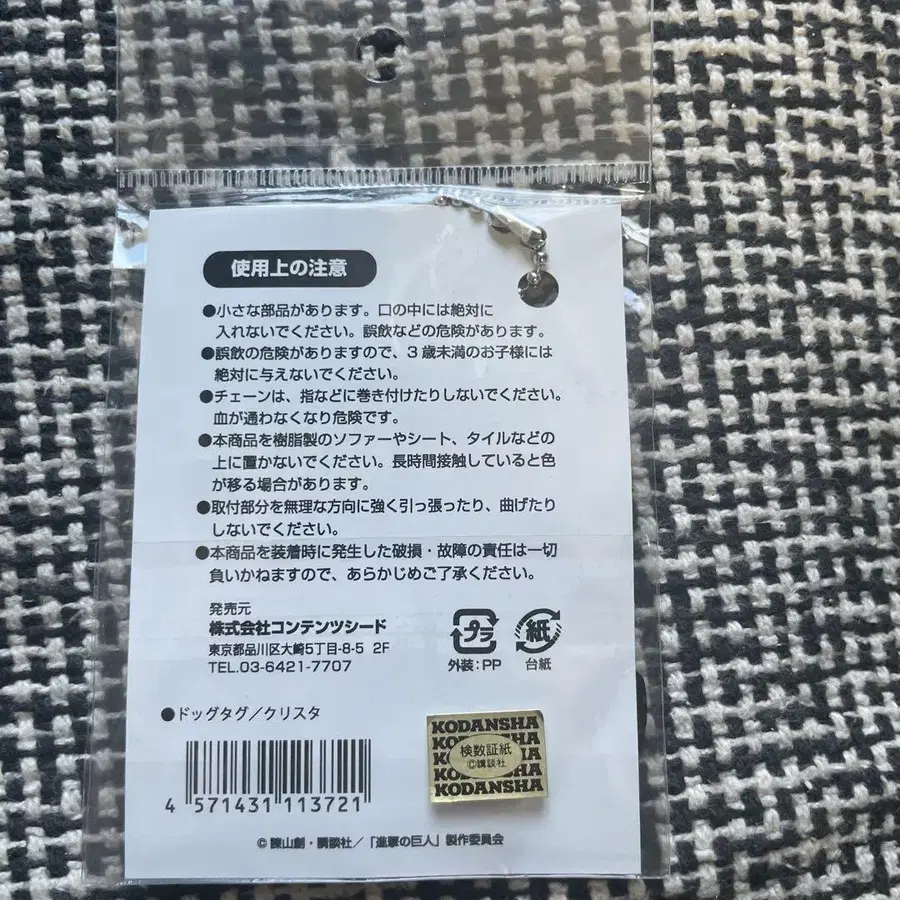 使用上の注意
●小さな部品があります。口の中には絶対に
入れないでください。誤飲などの危険があります。
●誤飲の危険がありますので、3歳未満のお子様には
絶対に与えないでください。
●チェーンは、指などに巻き付けたりしないでください。
血が通わなくなり危険です。
●本商品を樹脂製のソファーやシート、タイルなどの
上に置かないでください。長時間接触していると色
が移る場合があります。
●取付部分を無理な方向に強く引っ張ったり、曲げたり
しないでください。
●本商品を装着時に発生した破損・故障の責任は一切
負いかねますので、あらかじめご了承ください。
発売元
株式会社コンテンツシード
東京都品川区大崎5丁目-8-5 2F
TEL.03-6421-7707
プラ
外装:PP
紙
台紙
●ドッグタグ/クリスタ
4 571431 113721
KODANSHA
KODANSHA
検数証紙
©講談社
KODANSHA
KODANSHA
©諫山創・講談社/「進撃の巨人」製作委員会